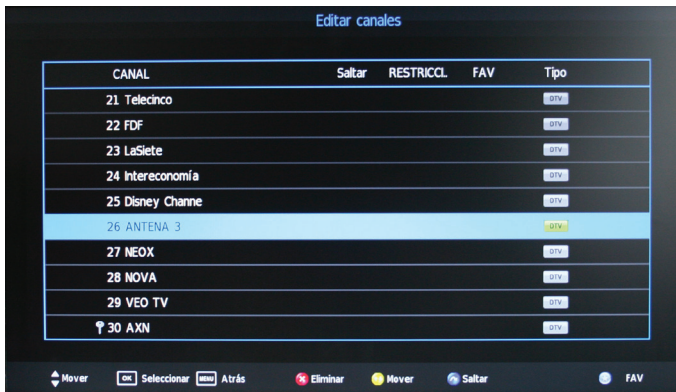 Editar canales
CANAL Saltar RESTRICCI. FAV Tipo
21 Telecinco DTV
22 FDF DTV
23 LaSiete DTV
24 Intereconomía DTV
25 Disney Channe DTV
26 ANTENA 3 DTV
27 NEOX DTV
28 NOVA DTV
29 VEO TV DTV
30 AXN DTV
Mover OK Seleccionar MENU Atrás Eliminar Mover Saltar FAV